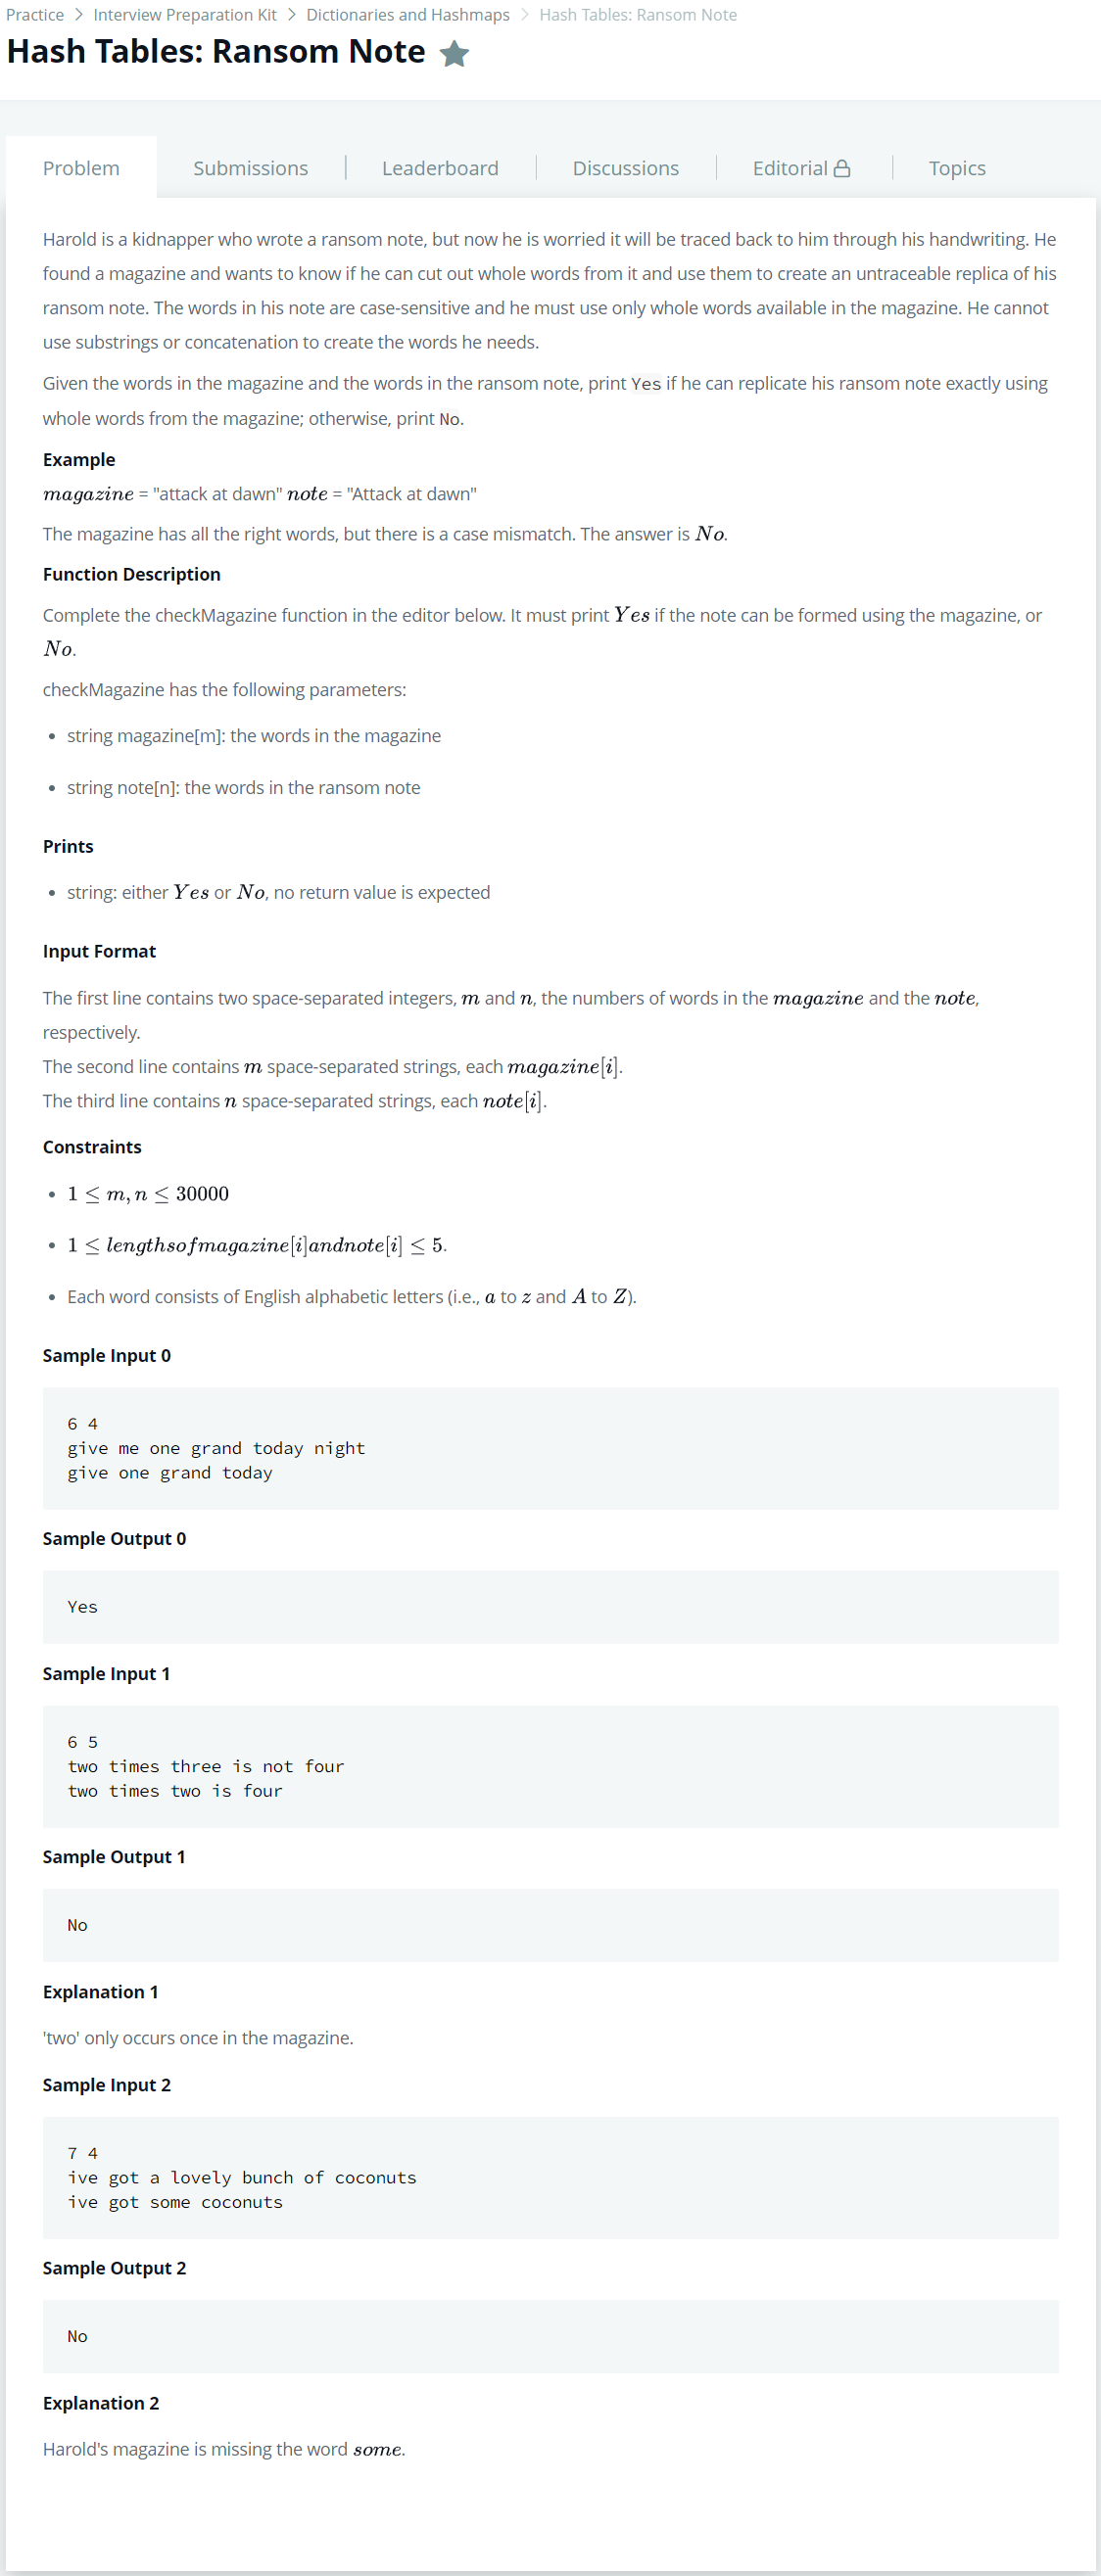 Practice > Interview Preparation Kit > Dictionaries and Hashmaps > Hash Tables: Ransom Note
Hash Tables: Ransom Note
Problem Submissions Leaderboard Discussions Editorial Topics
Harold is a kidnapper who wrote a ransom note, but now he is worried it will be traced back to him through his handwriting. He
found a magazine and wants to know if he can cut out whole words from it and use them to create an untraceable replica of his
ransom note. The words in his note are case-sensitive and he must use only whole words available in the magazine. He cannot
use substrings or concatenation to create the words he needs.
Given the words in the magazine and the words in the ransom note, print Yes if he can replicate his ransom note exactly using
whole words from the magazine; otherwise, print No.
Example
magazine = "attack at dawn" note = "Attack at dawn"
The magazine has all the right words, but there is a case mismatch. The answer is No.
Function Description
Complete the checkMagazine function in the editor below. It must print Yes if the note can be formed using the magazine, or
No.
checkMagazine has the following parameters:
• string magazine[m]: the words in the magazine
• string note[n]: the words in the ransom note
Prints
• string: either Yes or No, no return value is expected
Input Format
The first line contains two space-separated integers, m and n, the numbers of words in the magazine and the note,
respectively.
The second line contains m space-separated strings, each magazine[i].
The third line contains n space-separated strings, each note[i].
Constraints
• 1 ≤ m, n ≤ 30000
• 1 ≤ lengthsofmagazine[i]andnote[i] ≤ 5.
• Each word consists of English alphabetic letters (i.e., a to z and A to Z).
Sample Input 0
6 4
give me one grand today night
give one grand today
Sample Output 0
Yes
Sample Input 1
6 5
two times three is not four
two times two is four
Sample Output 1
No
Explanation 1
'two' only occurs once in the magazine.
Sample Input 2
7 4
ive got a lovely bunch of coconuts
ive got some coconuts
Sample Output 2
No
Explanation 2
Harold's magazine is missing the word some.